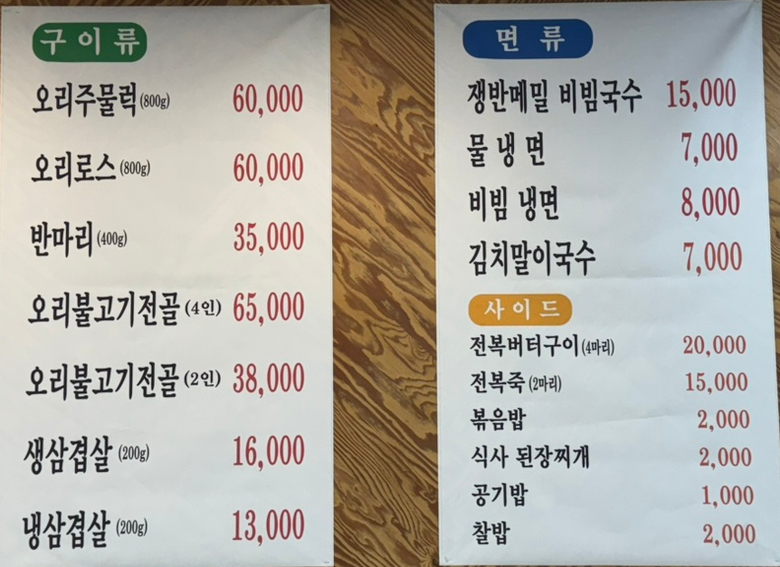 구이류
오리주물럭(800g) 60,000
오리로스(800g) 60,000
반마리(400g) 35,000
오리불고기전골(4인) 65,000
오리불고기전골(2인) 38,000
생삼겹살(200g) 16,000
냉삼겹살(200g) 13,000
면류
쟁반메밀 비빔국수 15,000
물냉면 7,000
비빔 냉면 8,000
김치말이국수 7,000
사이드
전복버터구이(4마리) 20,000
전복죽(2마리) 15,000
볶음밥 2,000
식사 된장찌개 2,000
공기밥 1,000
찰밥 2,000